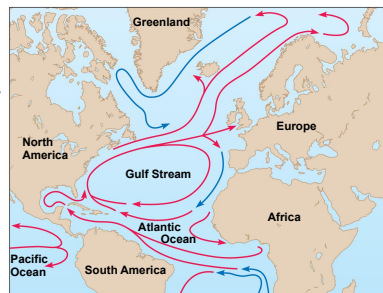 Greenland
North
America
Europe
Gulf Stream
Africa
Atlantic
Ocean
Pacific
Ocean
South America